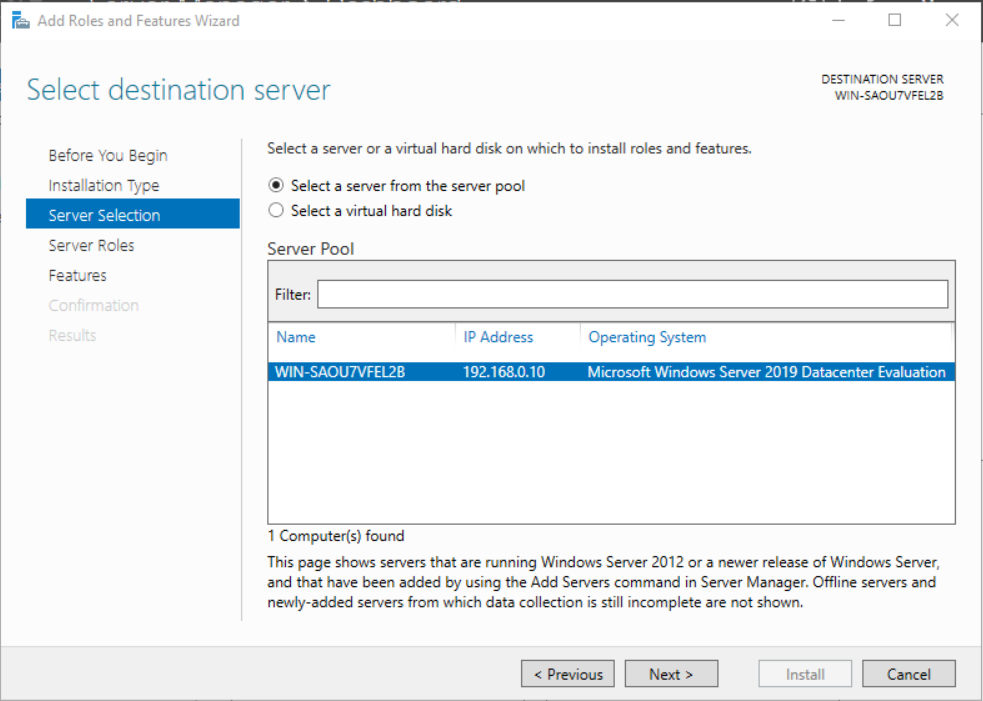 Add Roles and Features Wizard
Select destination server
DESTINATION SERVER
WIN-SAOU7VFEL2B
Before You Begin
Installation Type
Server Selection
Server Roles
Features
Confirmation
Results
Select a server or a virtual hard disk on which to install roles and features.
Select a server from the server pool
Select a virtual hard disk
Server Pool
Filter:
Name IP Address Operating System
WIN-SAOU7VFEL2B 192.168.0.10 Microsoft Windows Server 2019 Datacenter Evaluation
1 Computer(s) found
This page shows servers that are running Windows Server 2012 or a newer release of Windows Server,
and that have been added by using the Add Servers command in Server Manager. Offline servers and
newly-added servers from which data collection is still incomplete are not shown.
< Previous Next > Install Cancel